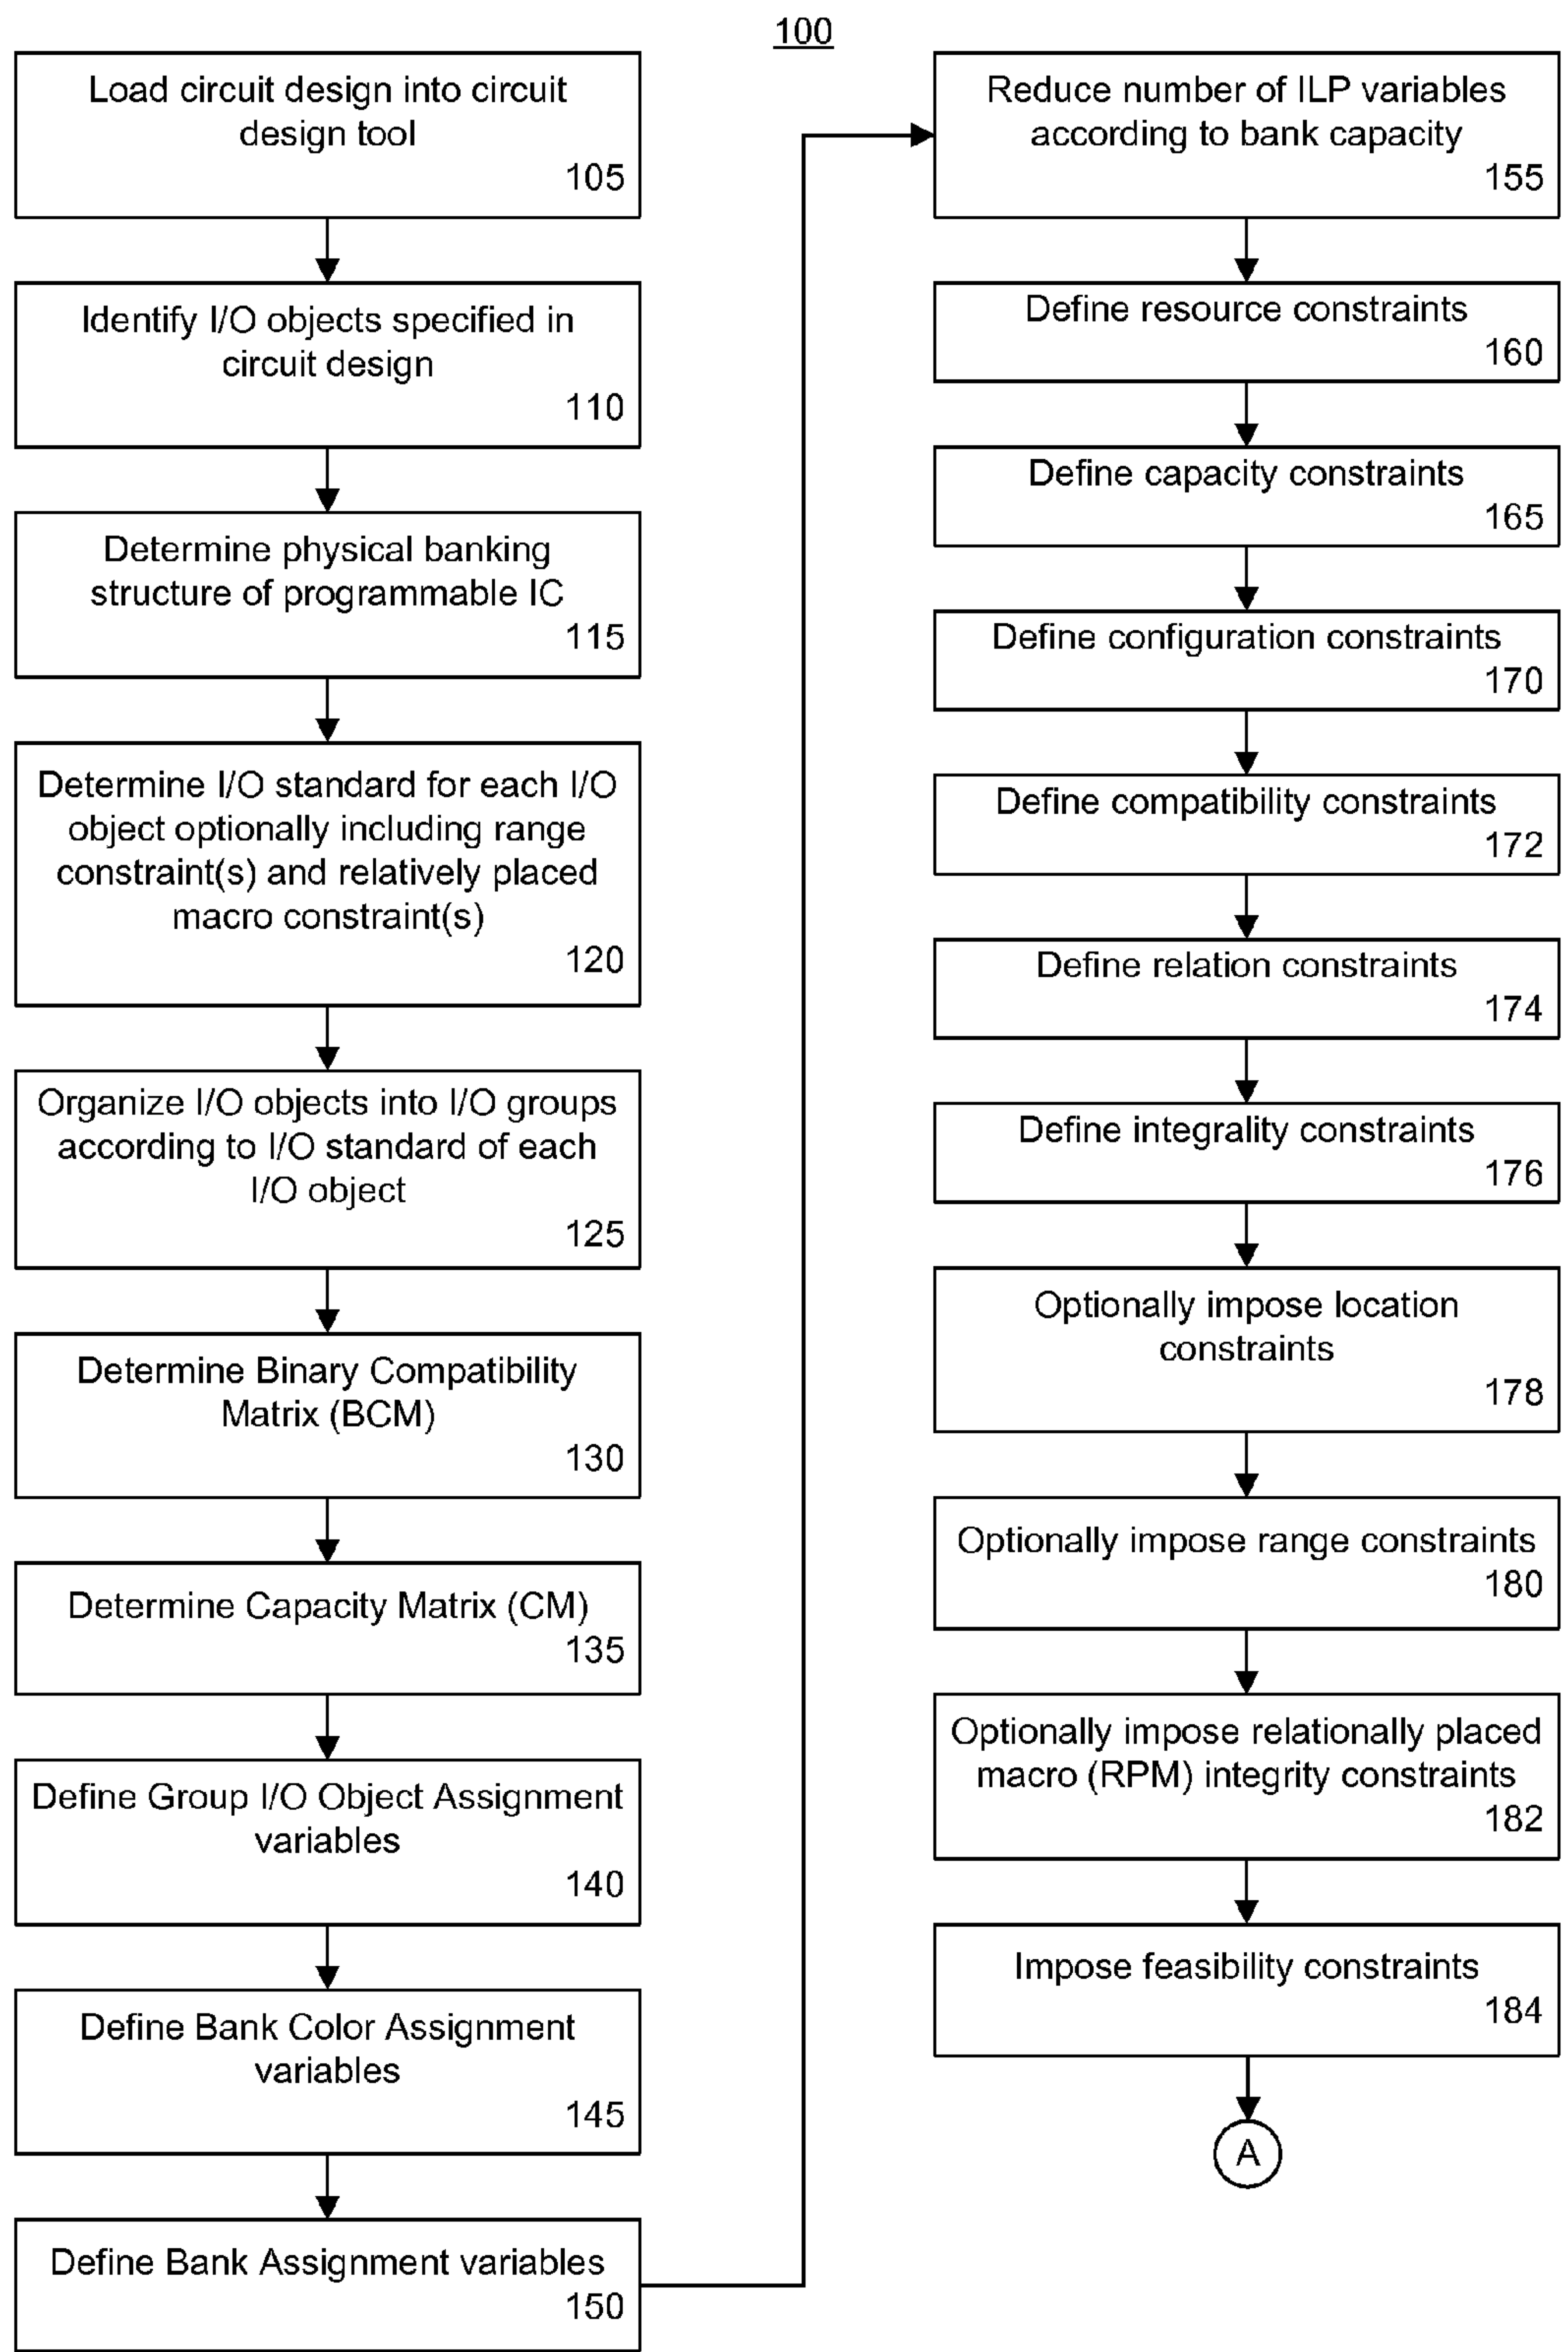 100
Load circuit design into circuit
design tool
105
Identify I/O objects specified in
circuit design
110
Determine physical banking
structure of programmable IC
115
Determine I/O standard for each I/O
object optionally including range
constraint(s) and relatively placed
macro constraint(s)
120
Organize I/O objects into I/O groups
according to I/O standard of each
I/O object
125
Determine Binary Compatibility
Matrix (BCM)
130
Determine Capacity Matrix (CM)
135
Define Group I/O Object Assignment
variables
140
Define Bank Color Assignment
variables
145
Define Bank Assignment variables
150
Reduce number of ILP variables
according to bank capacity
155
Define resource constraints
160
Define capacity constraints
165
Define configuration constraints
170
Define compatibility constraints
172
Define relation constraints
174
Define integrality constraints
176
Optionally impose location
constraints
178
Optionally impose range constraints
180
Optionally impose relationally placed
macro (RPM) integrity constraints
182
Impose feasibility constraints
184
A